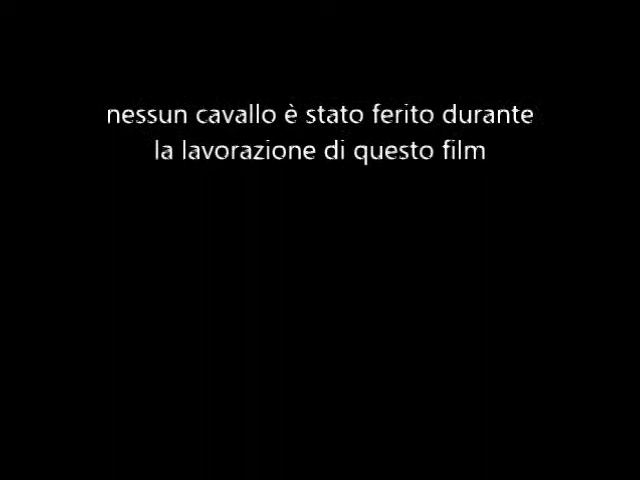 nessun cavallo è stato ferito durante
la lavorazione di questo film